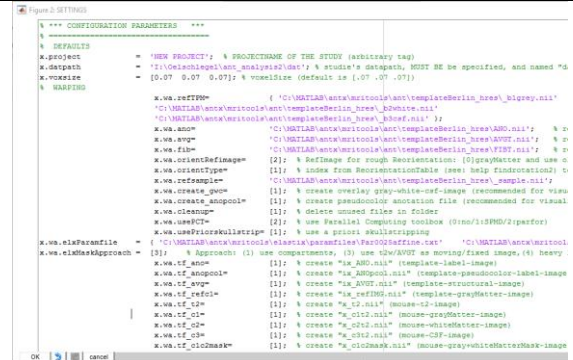 Figure 2: SETTINGS
% *** CONFIGURATION PARAMETERS ***
% ===================================
% DEFAULTS
x.project = 'NEW PROJECT'; % PROJECTNAME OF THE STUDY (arbitrary tag)
x.datpath = 'T:\Oelschlegel\ant_analysis2\dat'; % studie's datapath, MUST BE be specified, and named "d
x.voxsize = [0.07 0.07 0.07]; % voxelSize (default is [.07 .07 .07])
% WARPING
x.wa.refTPM= { 'C:\MATLAB\antx\mritools\ant\templateBerlin_hres\_b1grey.nii'
'C:\MATLAB\antx\mritools\ant\templateBerlin_hres\_b2white.nii'
'C:\MATLAB\antx\mritools\ant\templateBerlin_hres\_b3csf.nii' };
x.wa.ano= 'C:\MATLAB\antx\mritools\ant\templateBerlin_hres\ANO.nii'; % r
x.wa.avg= 'C:\MATLAB\antx\mritools\ant\templateBerlin_hres\AVGT.nii'; % r
x.wa.fib= 'C:\MATLAB\antx\mritools\ant\templateBerlin_hres\FIBT.nii'; % r
x.wa.orientRefimage= [2]; % RefImage for rough Reorientation: [0]grayMatter and use
x.wa.orientType= [1]; % index from ReorientationTable (see: help findrotation2) t
x.wa.refsample= 'C:\MATLAB\antx\mritools\ant\templateBerlin_hres\_sample.nii';
x.wa.create_gwc= [1]; % create overlay gray-white-csf-image (recommended for visu
x.wa.create_anopcol= [1]; % create pseudocolor anotation file (recommended for visual
x.wa.cleanup= [1]; % delete unused files in folder
x.wa.usePCT= [2]; % use Parallel Computing toolbox (0:no/1:SPMD/2:parfor)
x.wa.usePriorskullstrip= [1]; % use a priori skullstripping
x.wa.elxParamfile = { 'C:\MATLAB\antx\mritools\elastix\paramfiles\Par0025affine.txt' 'C:\MATLAB\antx\mritool
x.wa.elxMaskApproach = [3]; % Approach: (1) use compartments, (3) use t2w/AVGT as moving/fixed image, (4) heavy
x.wa.tf_ano= [1]; % create "ix_ANO.nii" (template-label-image)
x.wa.tf_anopcol= [1]; % create "ix_ANOpcol.nii" (template-pseudocolor-label-image
x.wa.tf_avg= [1]; % create "ix_AVGT.nii" (template-structural-image)
x.wa.tf_refc1= [1]; % create "ix_refIMG.nii" (template-grayMatter-image)
x.wa.tf_t2= [1]; % create "x_t2.nii" (mouse-t2-image)
x.wa.tf_c1= [1]; % create "x_c1t2.nii" (mouse-grayMatter-image)
x.wa.tf_c2= [1]; % create "x_c2t2.nii" (mouse-whiteMatter-image)
x.wa.tf_c3= [1]; % create "x_c3t2.nii" (mouse-CSF-image)
x.wa.tf_c1c2mask= [1]; % create "x_c1c2mask.nii" (mouse-gray+whiteMatterMask-image
OK cancel